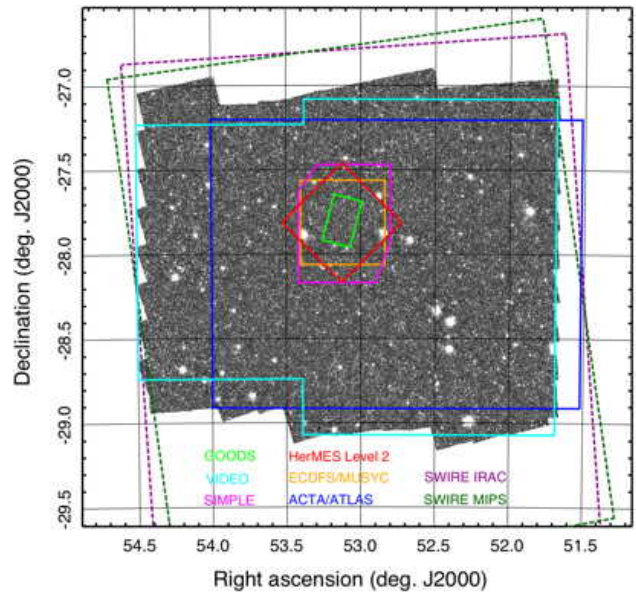 -27.0
-27.5
-28.0
-28.5
-29.0
-29.5
Declination (deg. J2000)
GOODS HerMES Level 2
VIDEO ECDFS/MUSYC SWIRE IRAC
SIMPLE ACTA/ATLAS SWIRE MIPS
54.5 54.0 53.5 53.0 52.5 52.0 51.5
Right ascension (deg. J2000)